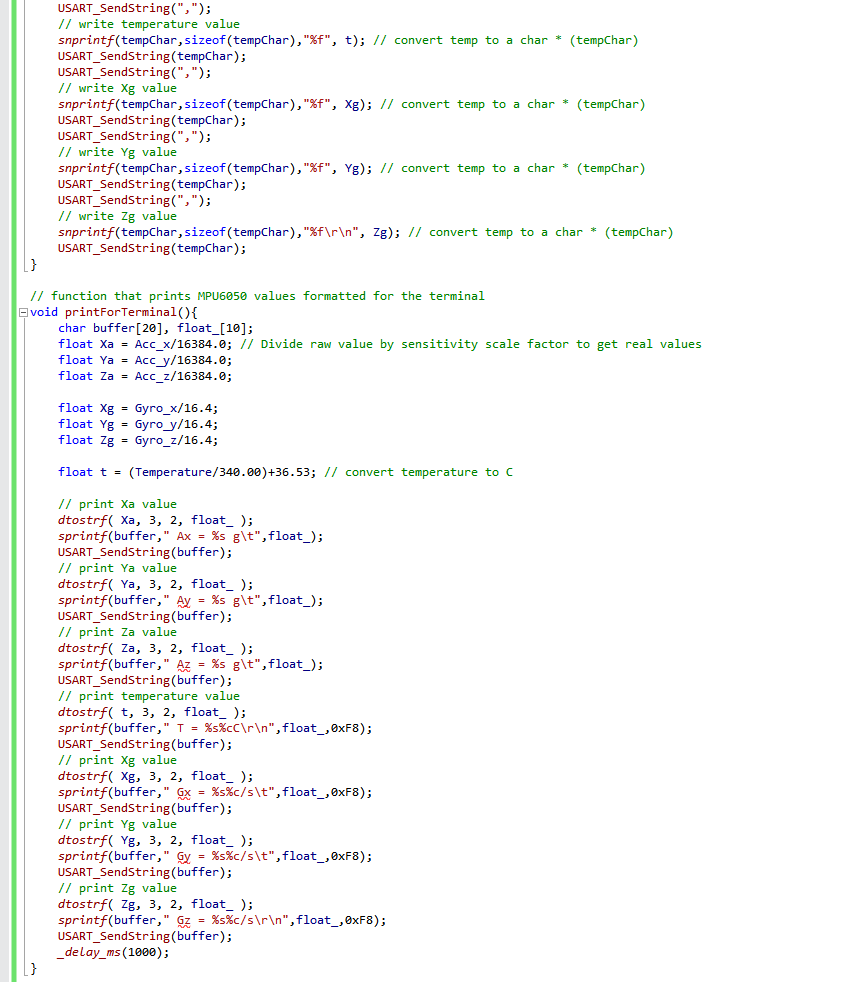 USART_SendString(",");
// write temperature value
snprintf(tempChar,sizeof(tempChar),"%f", t); // convert temp to a char * (tempChar)
USART_SendString(tempChar);
USART_SendString(",");
// write Xg value
snprintf(tempChar,sizeof(tempChar),"%f", Xg); // convert temp to a char * (tempChar)
USART_SendString(tempChar);
USART_SendString(",");
// write Yg value
snprintf(tempChar,sizeof(tempChar),"%f", Yg); // convert temp to a char * (tempChar)
USART_SendString(tempChar);
USART_SendString(",");
// write Zg value
snprintf(tempChar,sizeof(tempChar),"%f\r\n", Zg); // convert temp to a char * (tempChar)
USART_SendString(tempChar);
}
// function that prints MPU6050 values formatted for the terminal
void printForTerminal(){
char buffer[20], float_[10];
float Xa = Acc_x/16384.0; // Divide raw value by sensitivity scale factor to get real values
float Ya = Acc_y/16384.0;
float Za = Acc_z/16384.0;
float Xg = Gyro_x/16.4;
float Yg = Gyro_y/16.4;
float Zg = Gyro_z/16.4;
float t = (Temperature/340.00)+36.53; // convert temperature to C
// print Xa value
dtostrf( Xa, 3, 2, float_ );
sprintf(buffer," Ax = %s g\t",float_);
USART_SendString(buffer);
// print Ya value
dtostrf( Ya, 3, 2, float_ );
sprintf(buffer," Ay = %s g\t",float_);
USART_SendString(buffer);
// print Za value
dtostrf( Za, 3, 2, float_ );
sprintf(buffer," Az = %s g\t",float_);
USART_SendString(buffer);
// print temperature value
dtostrf( t, 3, 2, float_ );
sprintf(buffer," T = %s%cC\r\n",float_,0xF8);
USART_SendString(buffer);
// print Xg value
dtostrf( Xg, 3, 2, float_ );
sprintf(buffer," Gx = %s%c/s\t",float_,0xF8);
USART_SendString(buffer);
// print Yg value
dtostrf( Yg, 3, 2, float_ );
sprintf(buffer," Gy = %s%c/s\t",float_,0xF8);
USART_SendString(buffer);
// print Zg value
dtostrf( Zg, 3, 2, float_ );
sprintf(buffer," Gz = %s%c/s\r\n",float_,0xF8);
USART_SendString(buffer);
_delay_ms(1000);
}